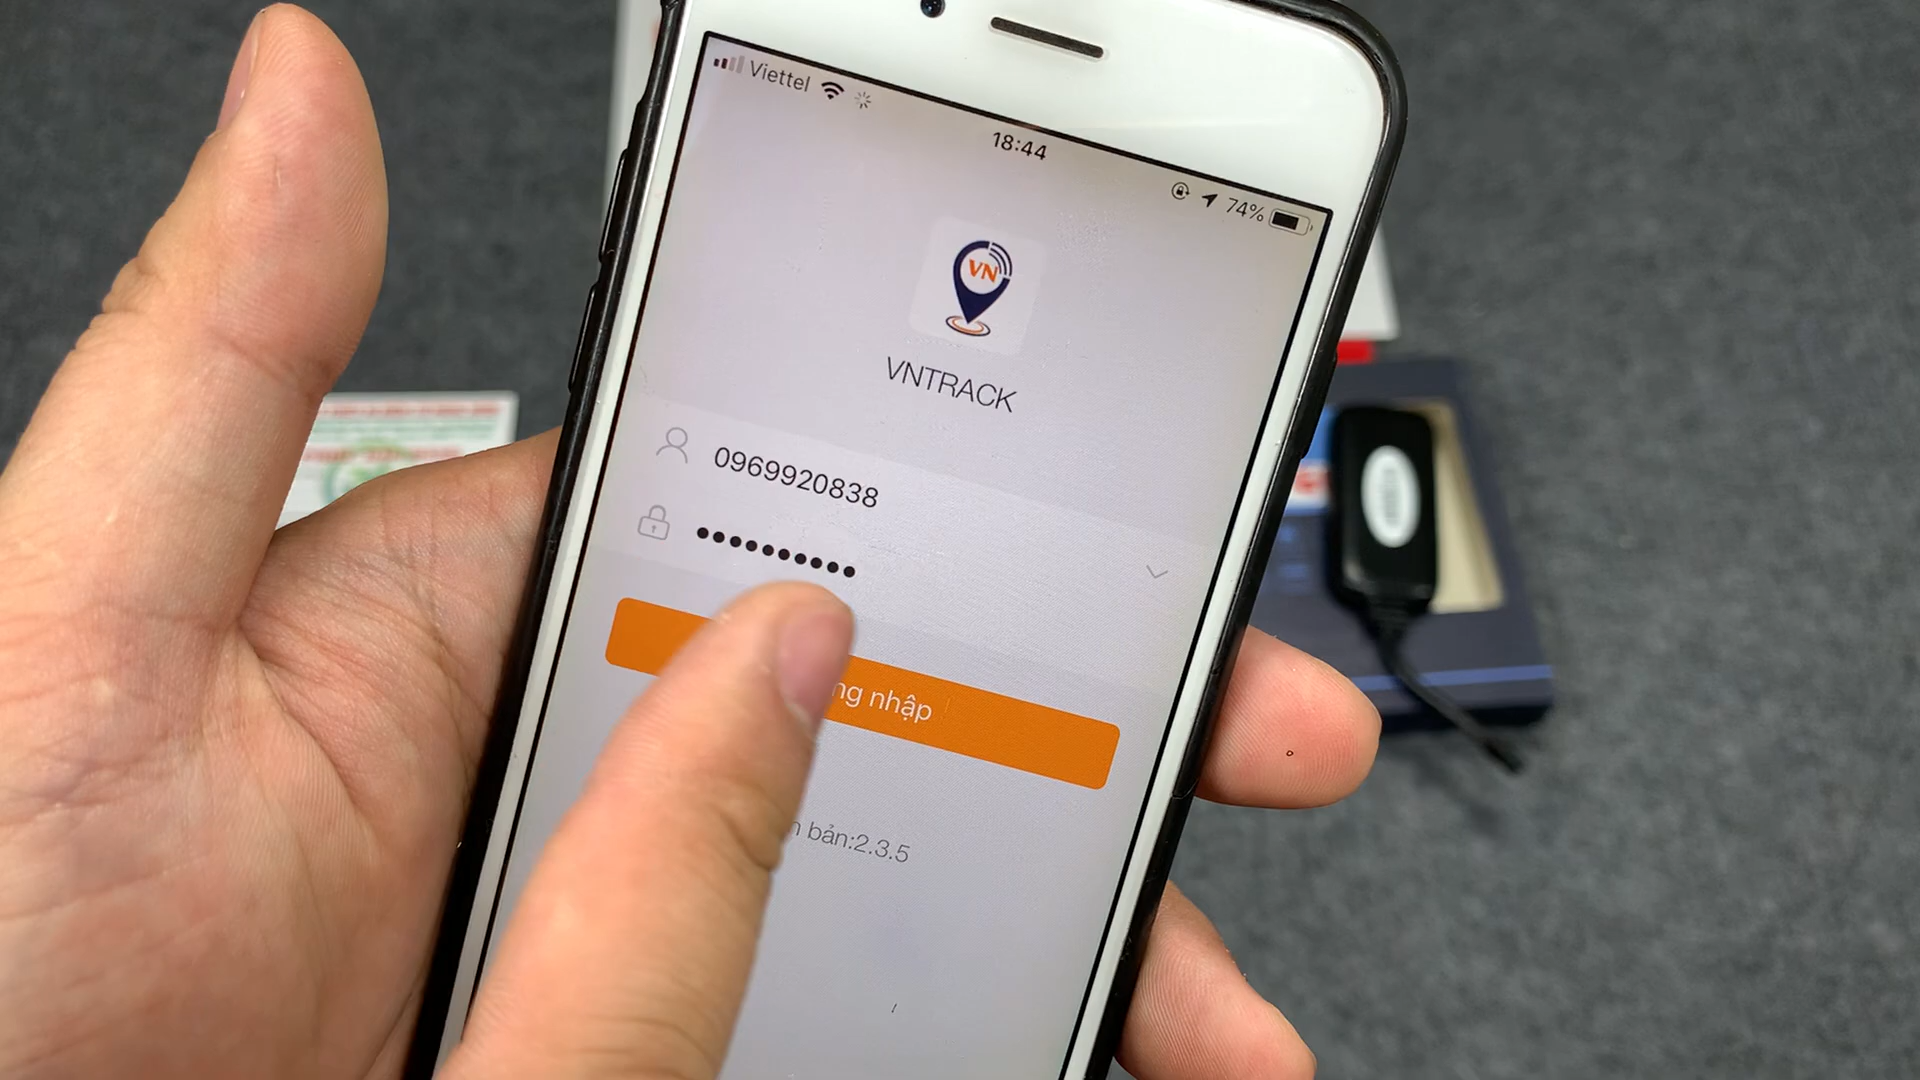 Viettel
18:44
74%
VN
VNTRACK
0969920838
••••••••••
ng nhập
n bản:2.3.5